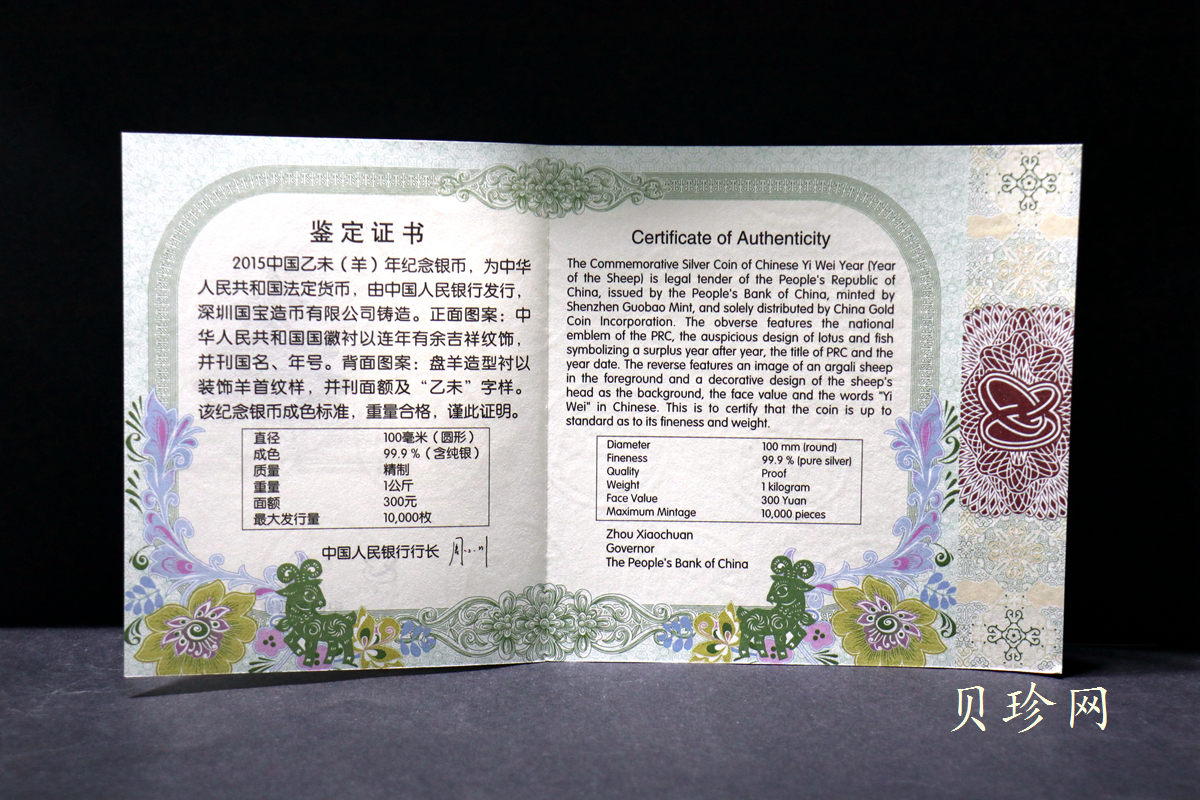 鉴定证书
2015中国乙未（羊）年纪念银币，为中华
人民共和国法定货币，由中国人民银行发行，
深圳国宝造币有限公司铸造。正面图案：中
华人民共和国国徽衬以连年有余吉祥纹饰，
并刊国名、年号。背面图案：盘羊造型衬以
装饰羊首纹样，并刊面额及“乙未”字样。
该纪念银币成色标准，重量合格，谨此证明。
直径 100毫米（圆形）
成色 99.9％（含纯银）
质量 精制
重量 1公斤
面额 300元
最大发行量 10,000枚
中国人民银行行长 周小川
Certificate of Authenticity
The Commemorative Silver Coin of Chinese Yi Wei Year (Year
of the Sheep) is legal tender of the People's Republic of
China, issued by the People's Bank of China, minted by
Shenzhen Guobao Mint, and solely distributed by China Gold
Coin Incorporation. The obverse features the national
emblem of the PRC, the auspicious design of lotus and fish
symbolizing a surplus year after year, the title of PRC and the
year date. The reverse features an image of an argali sheep
in the foreground and a decorative design of the sheep's
head as the background, the face value and the words "Yi
Wei" in Chinese. This is to certify that the coin is up to
standard as to its fineness and weight.
Diameter 100 mm (round)
Fineness 99.9 % (pure silver)
Quality Proof
Weight 1 kilogram
Face Value 300 Yuan
Maximum Mintage 10,000 pieces
Zhou Xiaochuan
Governor
The People's Bank of China
贝珍网